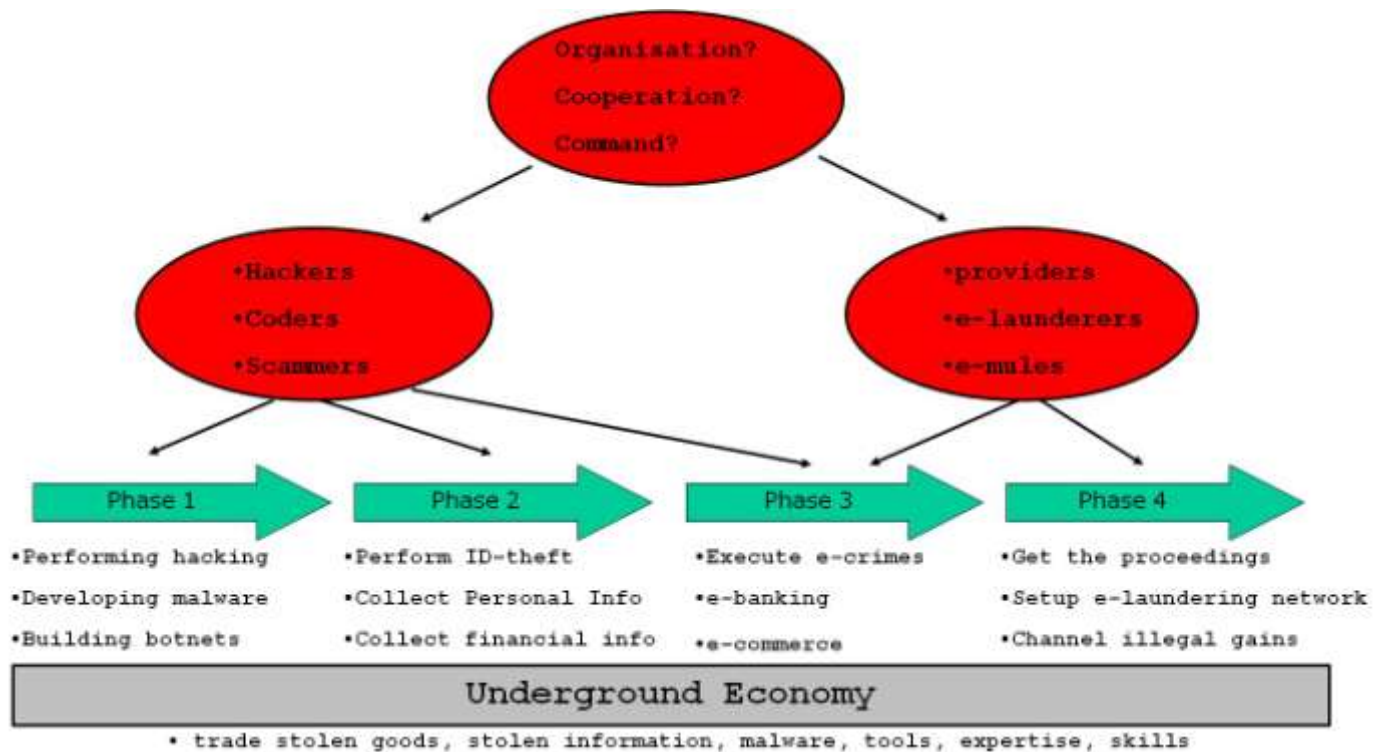 Organisation?
Cooperation?
Command?
•Hackers
•Coders
•Scammers
•providers
•e-launderers
•e-mules
Phase 1
Phase 2
Phase 3
Phase 4
•Performing hacking
•Developing malware
•Building botnets
•Perform ID-theft
•Collect Personal Info
•Collect financial info
•Execute e-crimes
•e-banking
•e-commerce
•Get the proceedings
•Setup e-laundering network
•Channel illegal gains
Underground Economy
• trade stolen goods, stolen information, malware, tools, expertise, skills